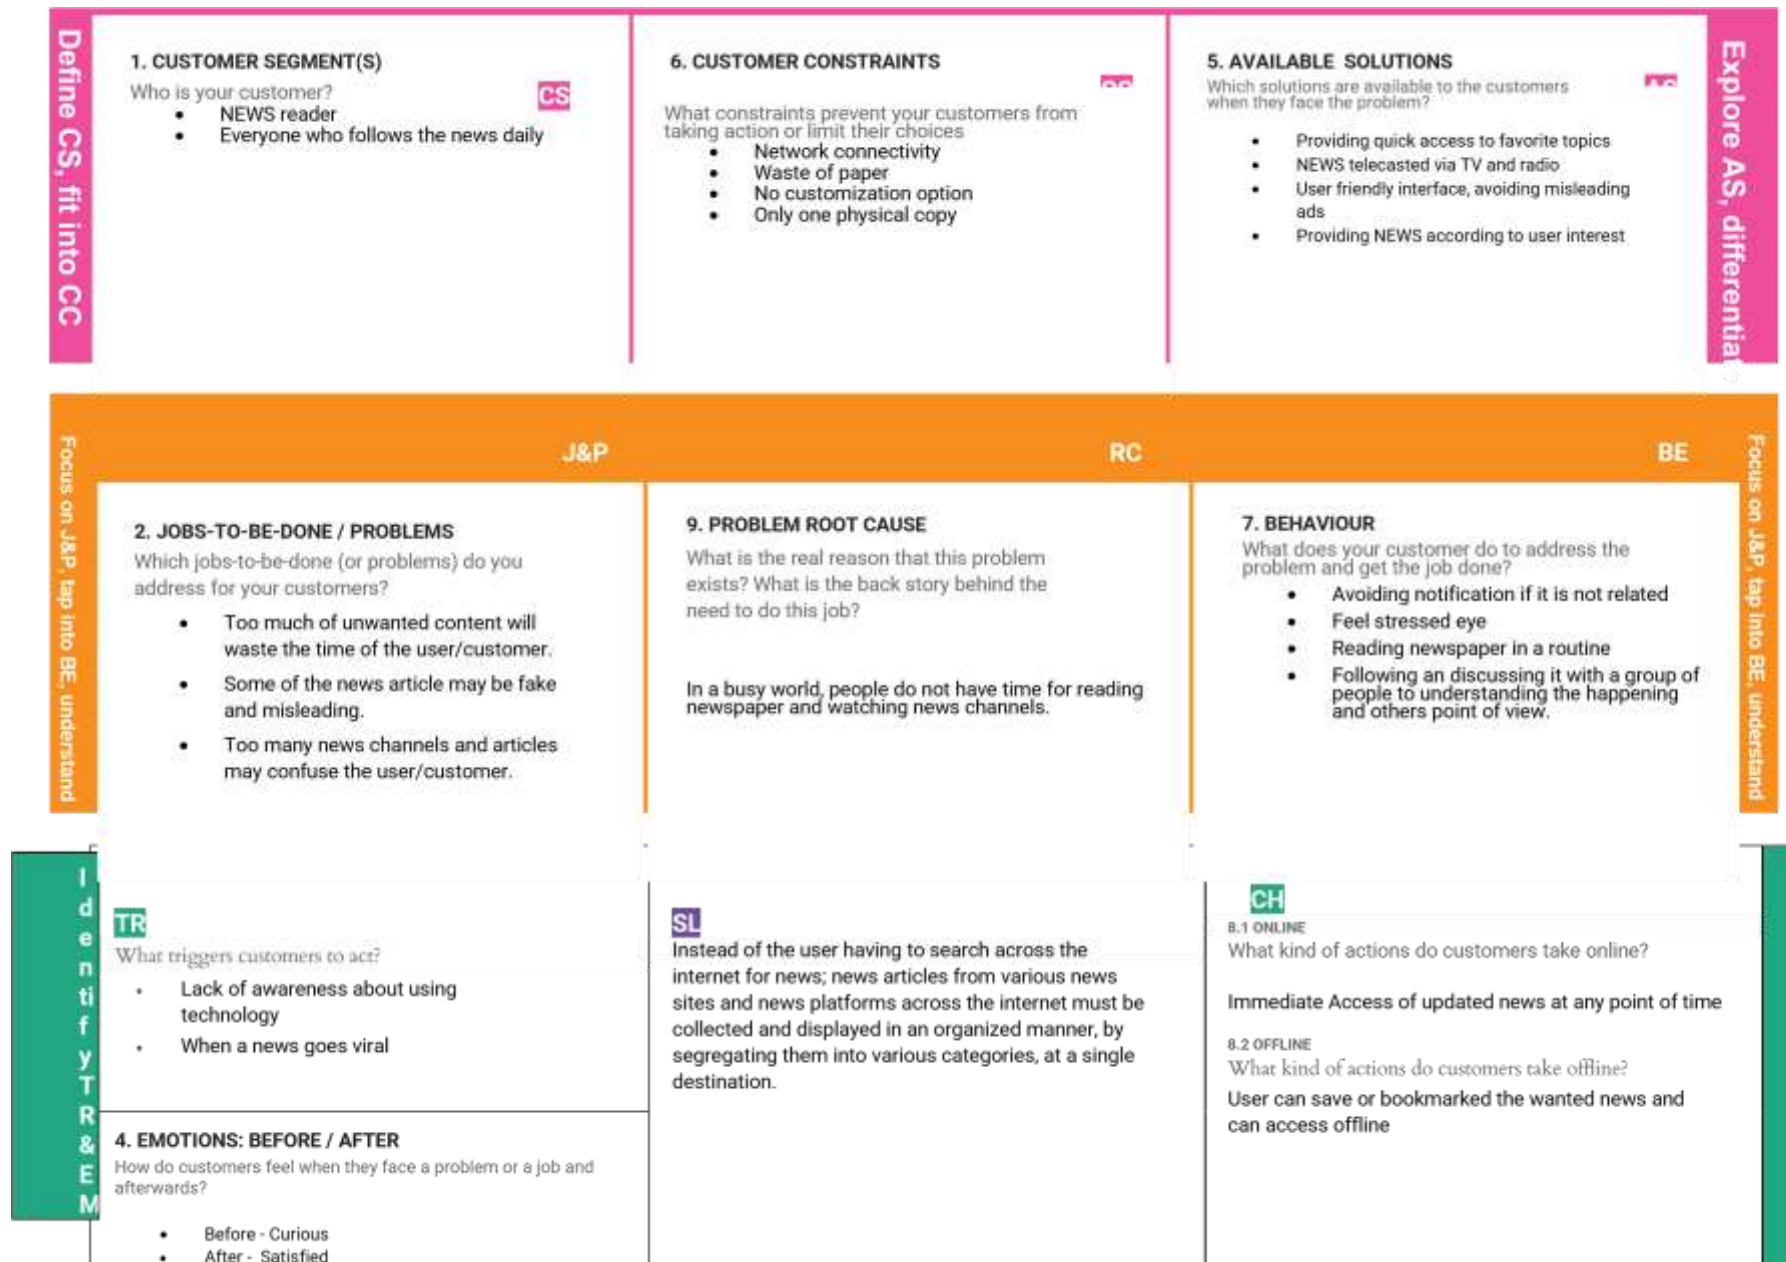 Define CS, fit into CC
1. CUSTOMER SEGMENT(S)
Who is your customer?
CS
• NEWS reader
• Everyone who follows the news daily
6. CUSTOMER CONSTRAINTS
What constraints prevent your customers from
taking action or limit their choices
• Network connectivity
• Waste of paper
• No customization option
• Only one physical copy
5. AVAILABLE SOLUTIONS
AS
Which solutions are available to the customers
when they face the problem?
• Providing quick access to favorite topics
• NEWS telecasted via TV and radio
• User friendly interface, avoiding misleading
ads
• Providing NEWS according to user interest
Explore AS, differentiat
Focus on J&P, tap into BE, understand
J&P
RC
BE
2. JOBS-TO-BE-DONE / PROBLEMS
Which jobs-to-be-done (or problems) do you
address for your customers?
• Too much of unwanted content will
waste the time of the user/customer.
• Some of the news article may be fake
and misleading.
• Too many news channels and articles
may confuse the user/customer.
9. PROBLEM ROOT CAUSE
What is the real reason that this problem
exists? What is the back story behind the
need to do this job?
In a busy world, people do not have time for reading
newspaper and watching news channels.
7. BEHAVIOUR
What does your customer do to address the
problem and get the job done?
• Avoiding notification if it is not related
• Feel stressed eye
• Reading newspaper in a routine
• Following an discussing it with a group of
people to understanding the happening
and others point of view.
Focus on J&P, tap into BE, understand
I
d
e
n
ti
f
y
T
R
&
E
M
TR
What triggers customers to act?
• Lack of awareness about using
technology
• When a news goes viral
4. EMOTIONS: BEFORE / AFTER
How do customers feel when they face a problem or a job and
afterwards?
• Before - Curious
• After - Satisfied
SL
Instead of the user having to search across the
internet for news; news articles from various news
sites and news platforms across the internet must be
collected and displayed in an organized manner, by
segregating them into various categories, at a single
destination.
CH
8.1 ONLINE
What kind of actions do customers take online?
Immediate Access of updated news at any point of time
8.2 OFFLINE
What kind of actions do customers take offline?
User can save or bookmarked the wanted news and
can access offline